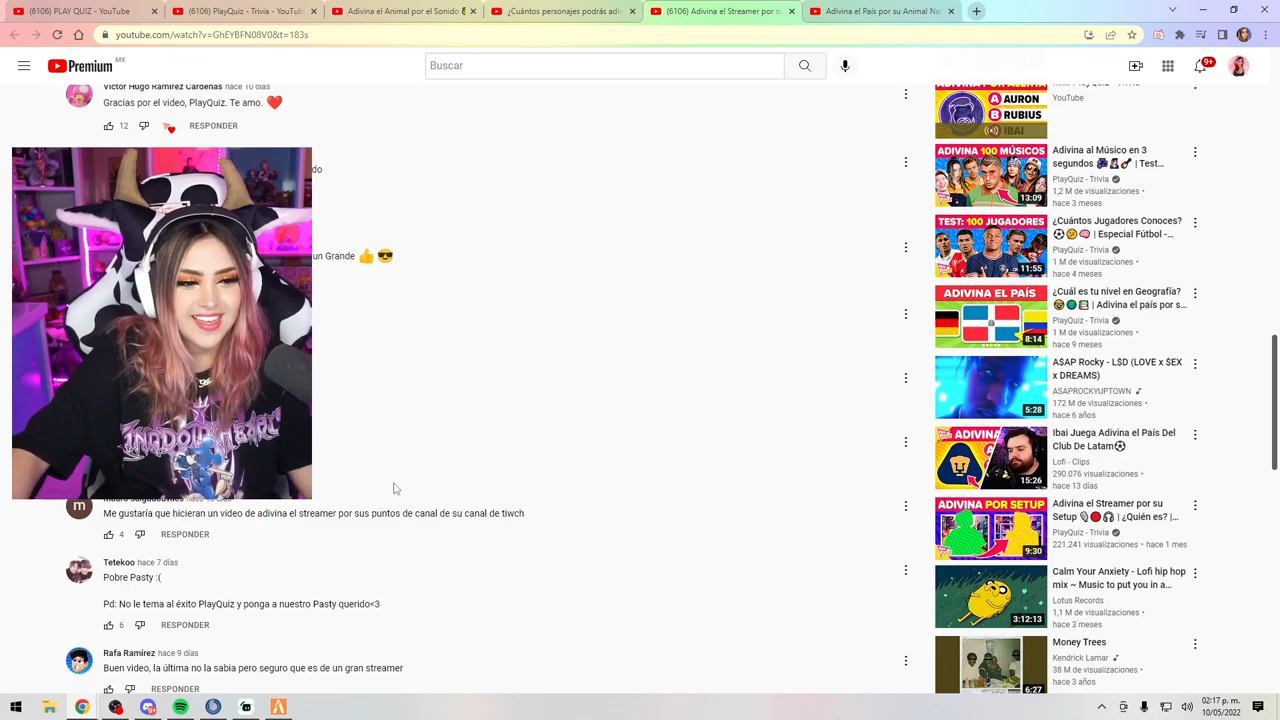 (6106) PlayQuiz - YouTu
(6106) PlayQuiz - YouTu
Adivina Animal por el Sonido
¿Cuántos personajes podrás adiv
(6106) Adivina el Streamer por su
Adivina el País por su Animal Na
youtube.com/watch?v=GhEYBFN08V0&t=183s
Premium MX
Buscar
9+
Víctor Hugo Ramírez Cárdenas hace 10 días
Gracias por el video, PlayQuiz. Te amo. ❤️
12
RESPONDER
do
un Grande 👍😎
Me gustaría que hicieran un video de adivina el streamer por sus puntos de canal de su canal de tiwch
4
RESPONDER
Tetekoo hace 7 días
Pobre Pasty :(
Pd: No le tema al éxito PlayQuiz y ponga a nuestro Pasty querido<3
6
RESPONDER
Rafa Ramírez hace 9 días
Buen video, la última no la sabia pero seguro que es de un gran streamer
RESPONDER
A AURON
B RUBIUS
IBAI
YouTube
ADIVINA 100 MÚSICOS
13:09
Adivina al Músico en 3
segundos | Test...
PlayQuiz - Trivia
1,2 M de visualizaciones •
hace 3 meses
TEST: 100 JUGADORES
11:55
¿Cuántos Jugadores Conoces?
⚽🤔🧠 | Especial Fútbol -...
PlayQuiz - Trivia
1 M de visualizaciones •
hace 4 meses
ADIVINA EL PAÍS
8:14
¿Cuál es tu nivel en Geografía?
| Adivina el país por s...
PlayQuiz - Trivia
1 M de visualizaciones •
hace 9 meses
5:28
A$AP Rocky - L$D (LOVE x $EX
x DREAMS)
ASAPROCKYUPTOWN
172 M de visualizaciones •
hace 6 años
ADIVINA
15:26
Ibai Juega Adivina el País Del
Club De Latam⚽
Lofi - Clips
290.076 visualizaciones •
hace 13 días
ADIVINA POR SETUP
9:30
Adivina el Streamer por su
Setup | ¿Quién es? |...
PlayQuiz - Trivia
221.241 visualizaciones • hace 1 mes
3:12:13
Calm Your Anxiety - Lofi hip hop
mix ~ Music to put you in a...
Lotus Records
1,1 M de visualizaciones •
hace 3 meses
6:27
Money Trees
Kendrick Lamar
38 M de visualizaciones •
hace 3 años
m
02:17 p. m.
10/05/2022